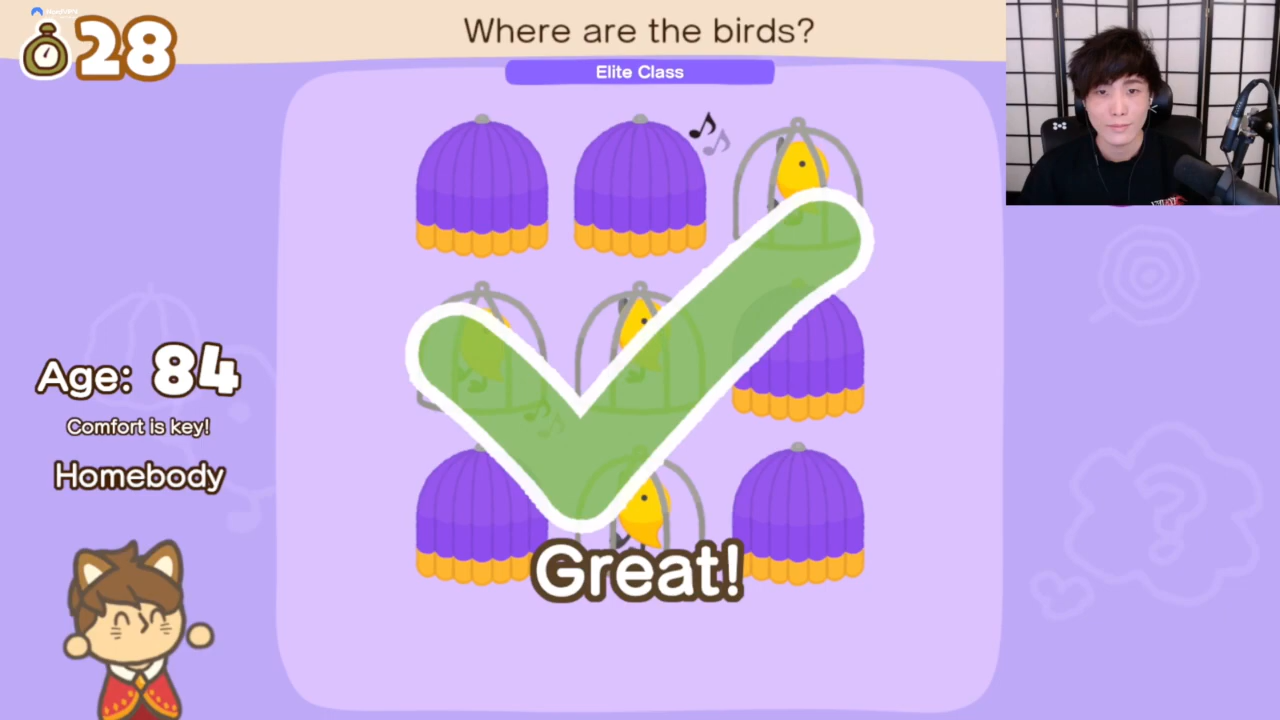 28
Where are the birds?
Elite Class
Age: 84
Comfort is key!
Homebody
Great!